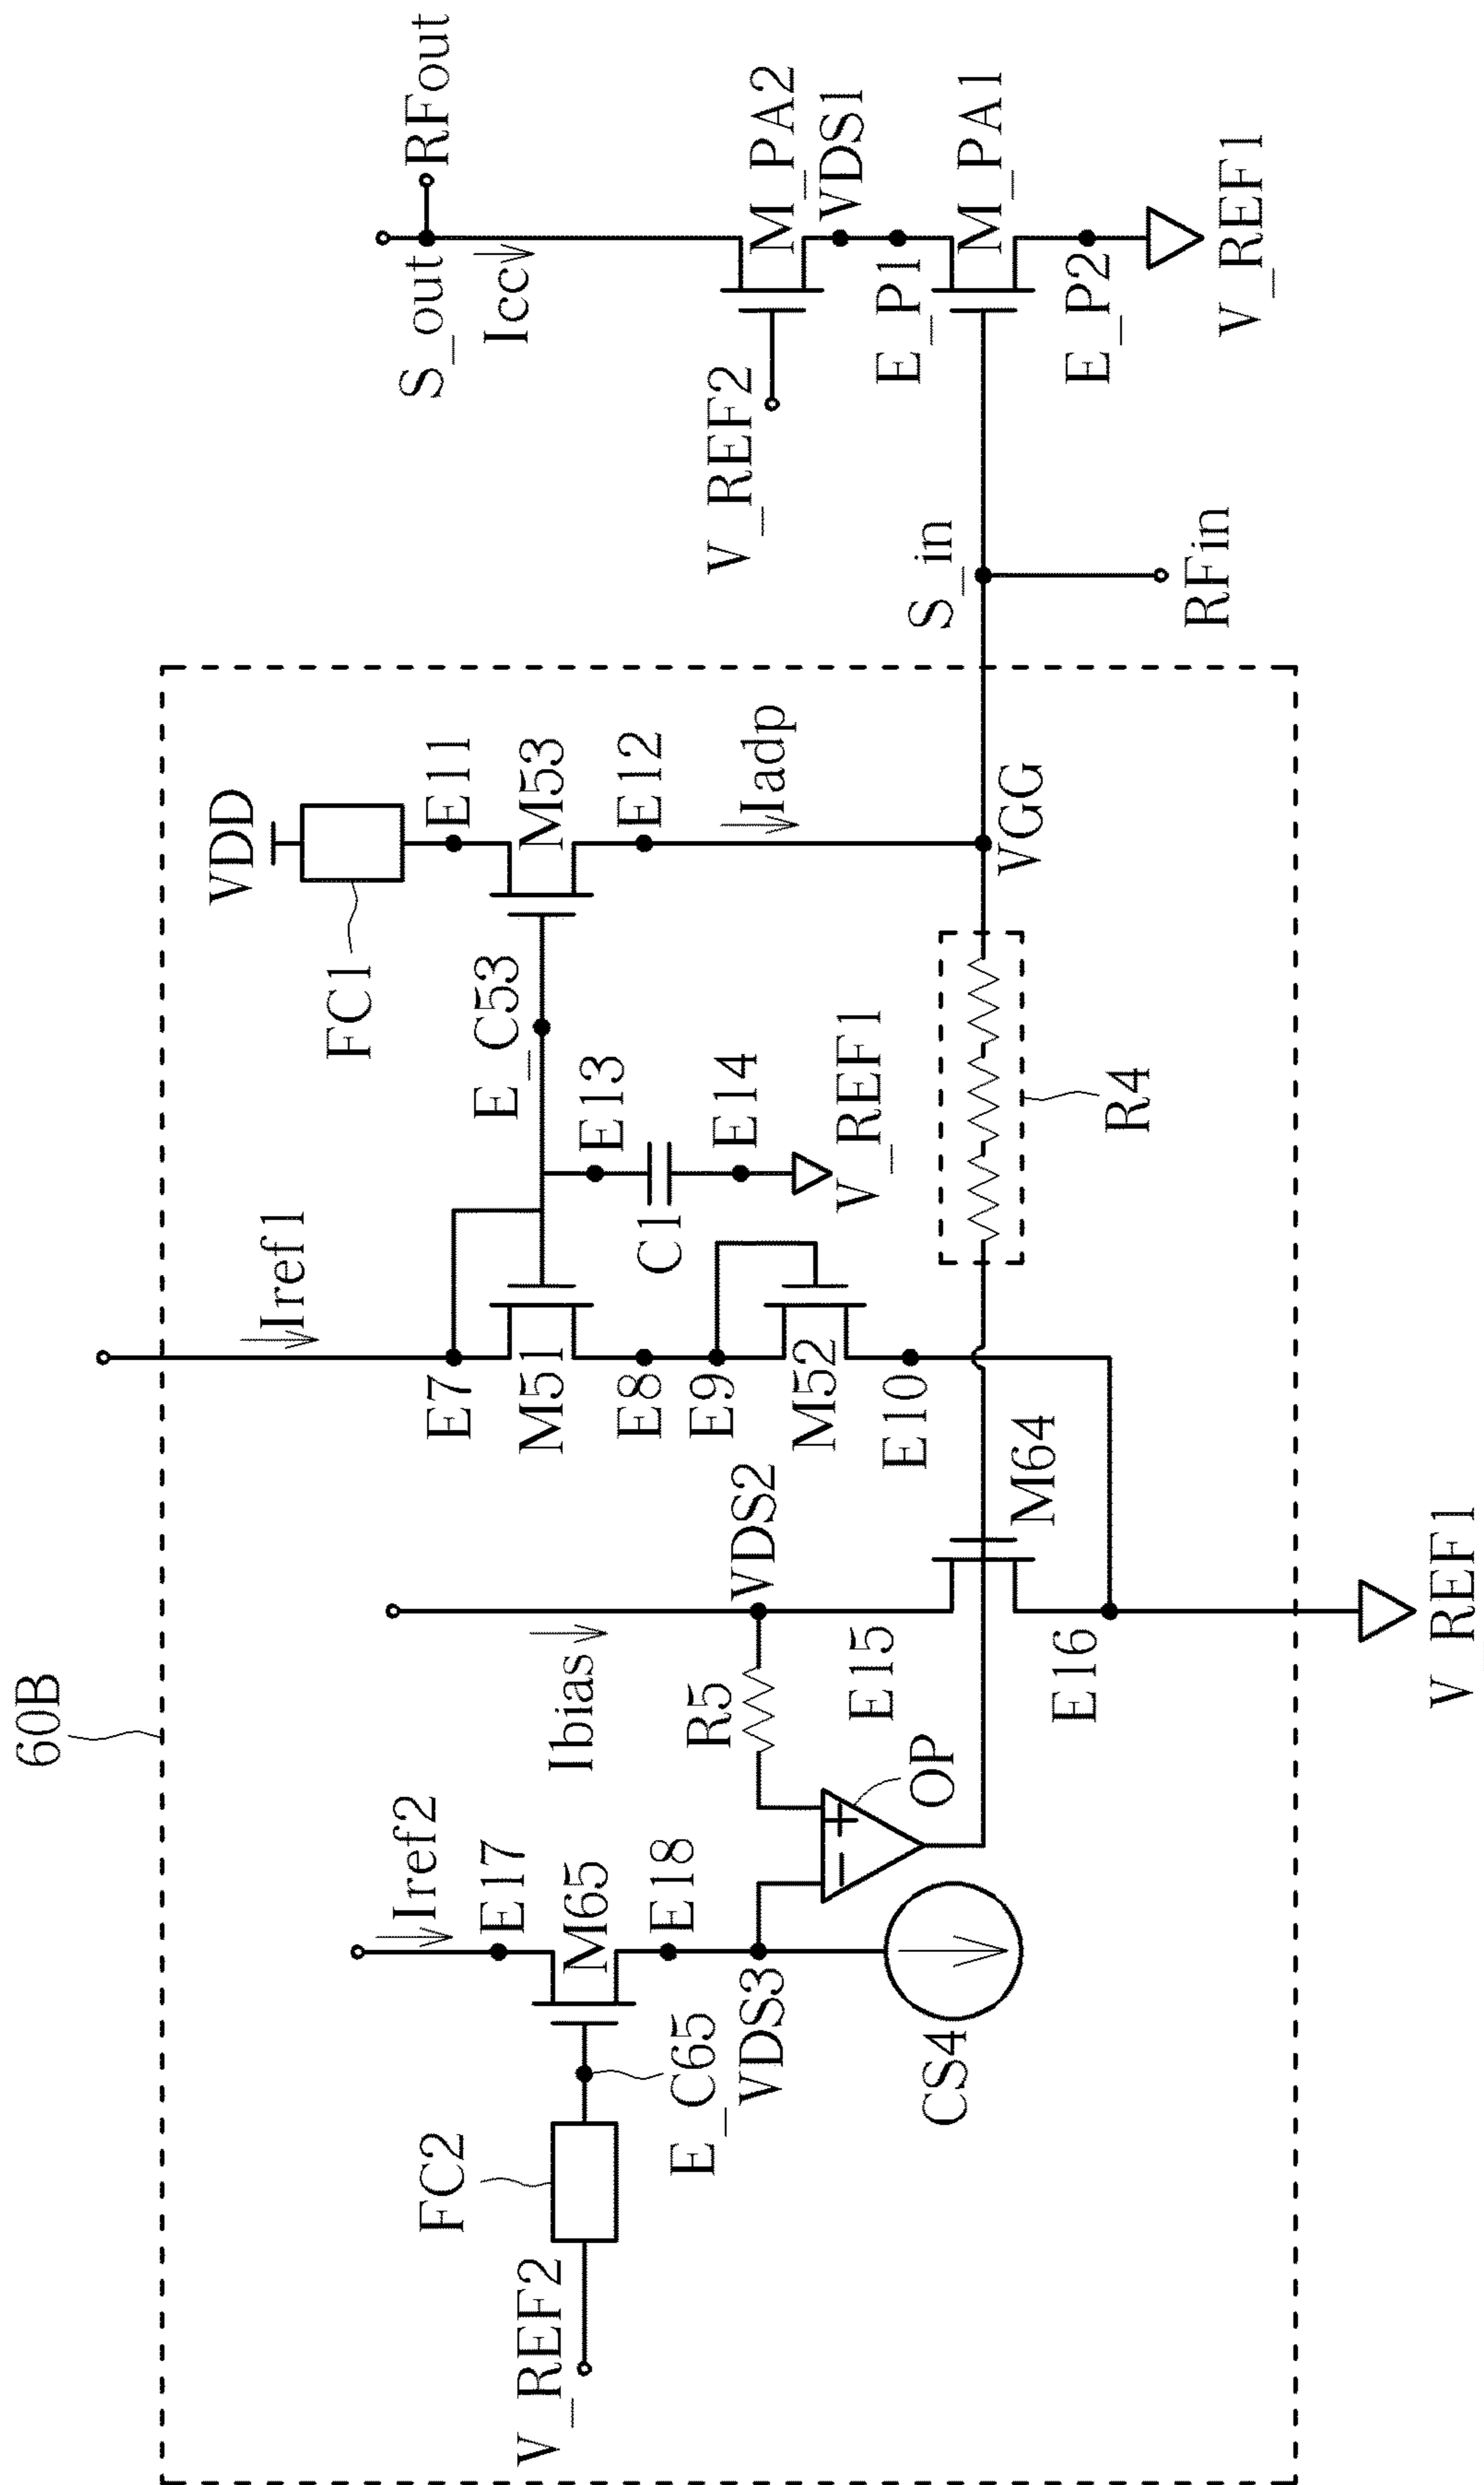 60B
V_REF2
FC2
E_C65
Iref2
E17
M65
E18
VDS3
CS4
OP
R5
Ibias
VDS2
E15
E16
M64
V_REF1
Iref1
E7
M51
E8
E9
M52
E10
E_C53
E13
C1
E14
V_REF1
R4
VDD
FC1
E11
M53
E12
Iadp
VGG
S_in
RFin
V_REF2
S_out
RFout
Icc
M_PA2
VDS1
E_P1
M_PA1
E_P2
V_REF1